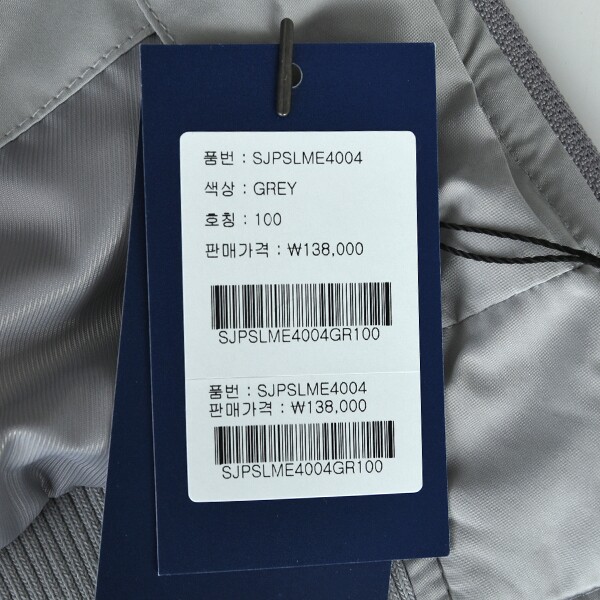 품번 : SJPSLME4004
색상 : GREY
호칭 : 100
판매가격 : ₩138,000
SJPSLME4004GR100
품번 : SJPSLME4004
판매가격 : ₩138,000
SJPSLME4004GR100